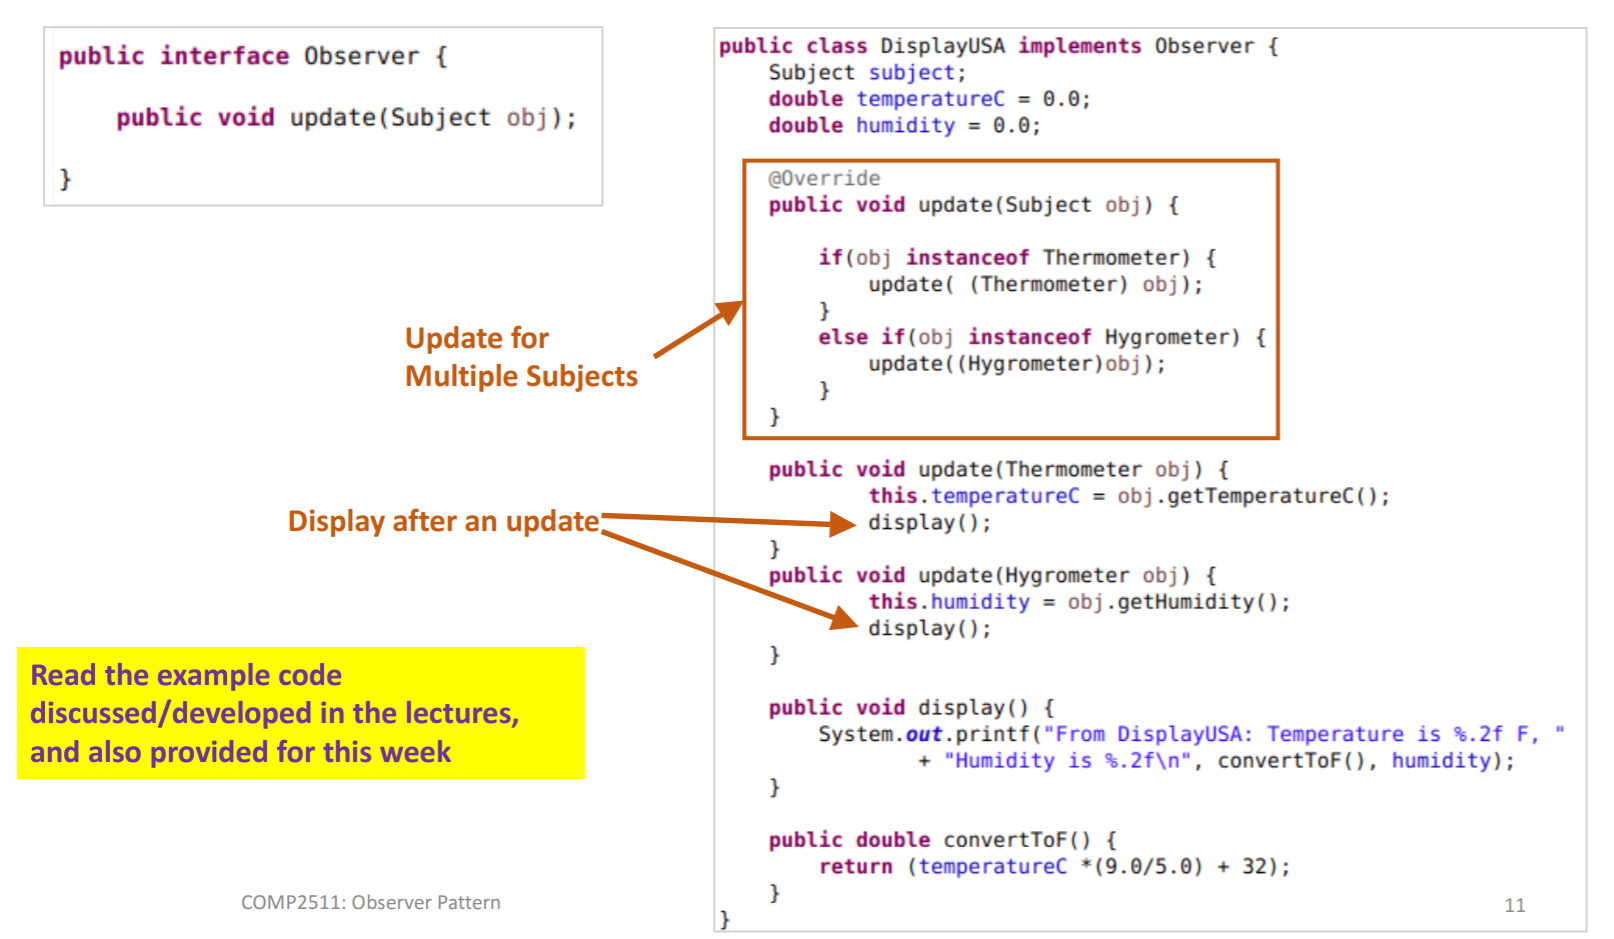 public interface Observer {
public void update(Subject obj);
}
public class DisplayUSA implements Observer {
Subject subject;
double temperatureC = 0.0;
double humidity = 0.0;
@Override
public void update(Subject obj) {
if(obj instanceof Thermometer) {
update( (Thermometer) obj);
}
else if(obj instanceof Hygrometer) {
update((Hygrometer)obj);
}
}
public void update(Thermometer obj) {
this.temperatureC = obj.getTemperatureC();
display();
}
public void update(Hygrometer obj) {
this.humidity = obj.getHumidity();
display();
}
public void display() {
System.out.printf("From DisplayUSA: Temperature is %.2f F, "
+ "Humidity is %.2f\n", convertToF(), humidity);
}
public double convertToF() {
return (temperatureC *(9.0/5.0) + 32);
}
}
Update for
Multiple Subjects
Display after an update
Read the example code
discussed/developed in the lectures,
and also provided for this week
COMP2511: Observer Pattern
11